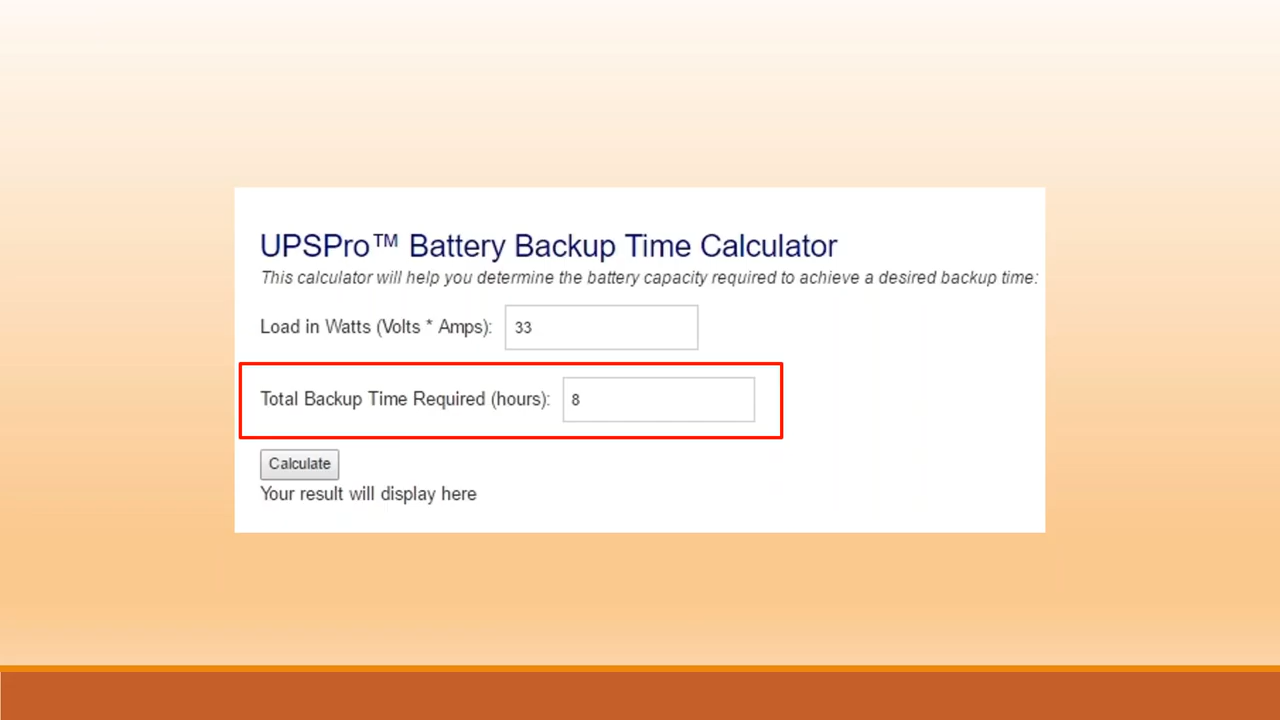 UPSPro™ Battery Backup Time Calculator
This calculator will help you determine the battery capacity required to achieve a desired backup time:
Load in Watts (Volts * Amps): 33
Total Backup Time Required (hours): 8
Calculate
Your result will display here